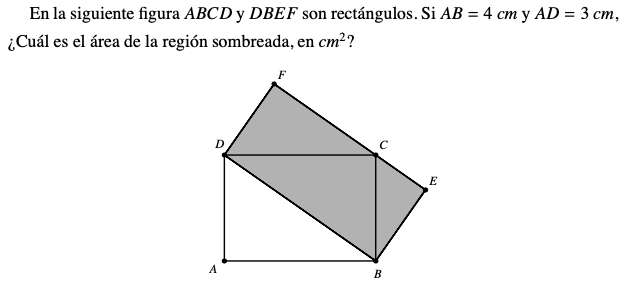 En la siguiente figura ABCD y DBEF son rectángulos. Si AB = 4 cm y AD = 3 cm,
¿Cuál es el área de la región sombreada, en cm²?
F
D
C
E
A
B